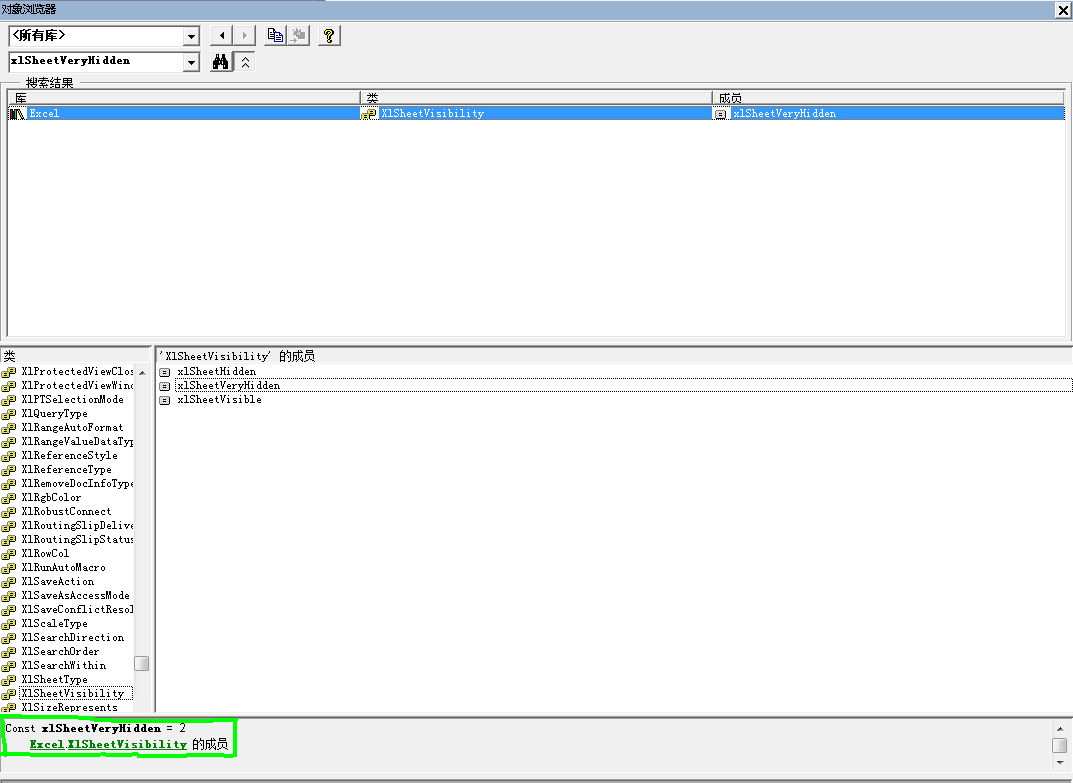 对象浏览器
<所有库>
xlSheetVeryHidden
搜索结果
库 类 成员
Excel XlSheetVisibility xlSheetVeryHidden
类
XlProtectedViewClos
XlProtectedViewWind
XlPTSelectionMode
XlQueryType
XlRangeAutoFormat
XlRangeValueDataTyp
XlReferenceStyle
XlReferenceType
XlRemoveDocInfoType
XlRgbColor
XlRobustConnect
XlRoutingSlipDelive
XlRoutingSlipStatus
XlRowCol
XlRunAutoMacro
XlSaveAction
XlSaveAsAccessMode
XlSaveConflictResol
XlScaleType
XlSearchDirection
XlSearchOrder
XlSearchWithin
XlSheetType
XlSheetVisibility
XlSizeRepresents
'XlSheetVisibility' 的成员
xlSheetHidden
xlSheetVeryHidden
xlSheetVisible
Const xlSheetVeryHidden = 2
Excel.XlSheetVisibility 的成员